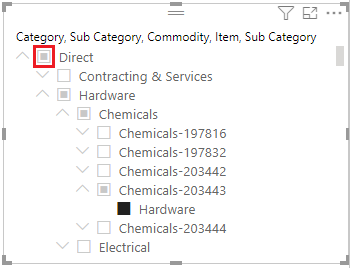 Category, Sub Category, Commodity, Item, Sub Category
Direct
Contracting & Services
Hardware
Chemicals
Chemicals-197816
Chemicals-197832
Chemicals-203442
Chemicals-203443
Hardware
Chemicals-203444
Electrical